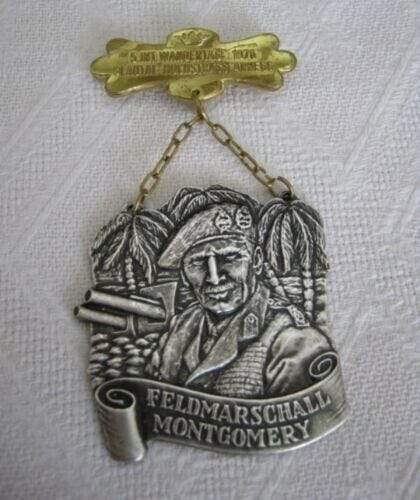 5. INT. WANDERTAGE 1976
FELDMARSCHALL
MONTGOMERY